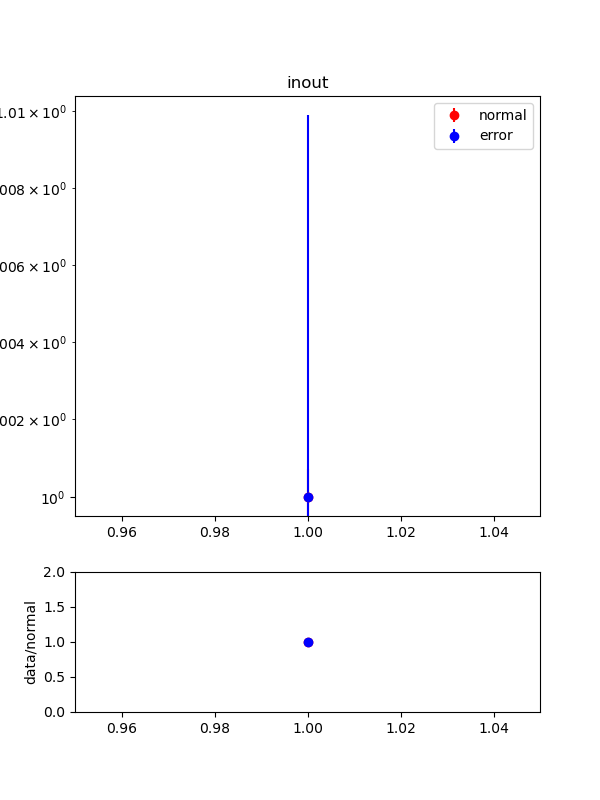 inout
1.01 × 10⁰
008 × 10⁰
006 × 10⁰
004 × 10⁰
002 × 10⁰
10⁰
normal
error
0.96 0.98 1.00 1.02 1.04
data/normal
2.0
1.5
1.0
0.5
0.0
0.96 0.98 1.00 1.02 1.04